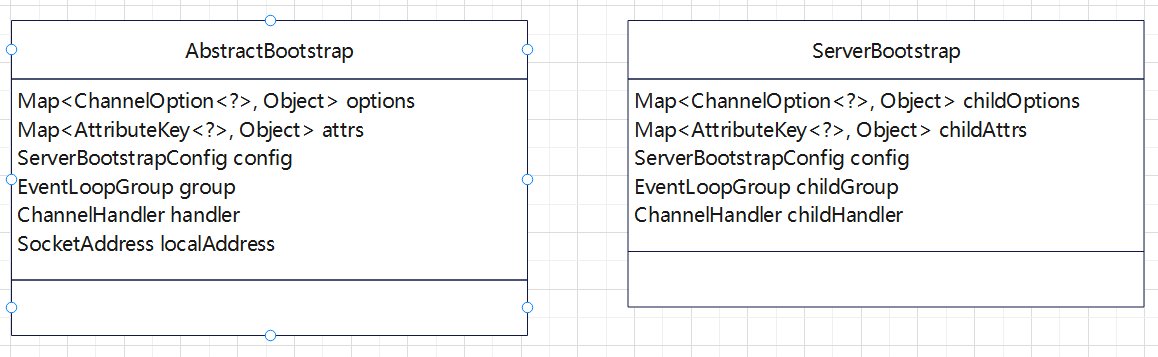 AbstractBootstrap
Map<ChannelOption<?>, Object> options
Map<AttributeKey<?>, Object> attrs
ServerBootstrapConfig config
EventLoopGroup group
ChannelHandler handler
SocketAddress localAddress
ServerBootstrap
Map<ChannelOption<?>, Object> childOptions
Map<AttributeKey<?>, Object> childAttrs
ServerBootstrapConfig config
EventLoopGroup childGroup
ChannelHandler childHandler